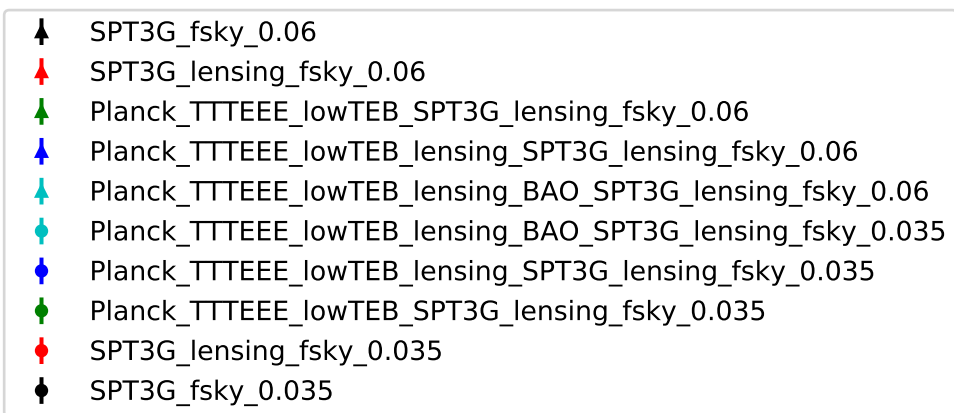 SPT3G_fsky_0.06
SPT3G_lensing_fsky_0.06
Planck_TTTEEE_lowTEB_SPT3G_lensing_fsky_0.06
Planck_TTTEEE_lowTEB_lensing_SPT3G_lensing_fsky_0.06
Planck_TTTEEE_lowTEB_lensing_BAO_SPT3G_lensing_fsky_0.06
Planck_TTTEEE_lowTEB_lensing_BAO_SPT3G_lensing_fsky_0.035
Planck_TTTEEE_lowTEB_lensing_SPT3G_lensing_fsky_0.035
Planck_TTTEEE_lowTEB_SPT3G_lensing_fsky_0.035
SPT3G_lensing_fsky_0.035
SPT3G_fsky_0.035